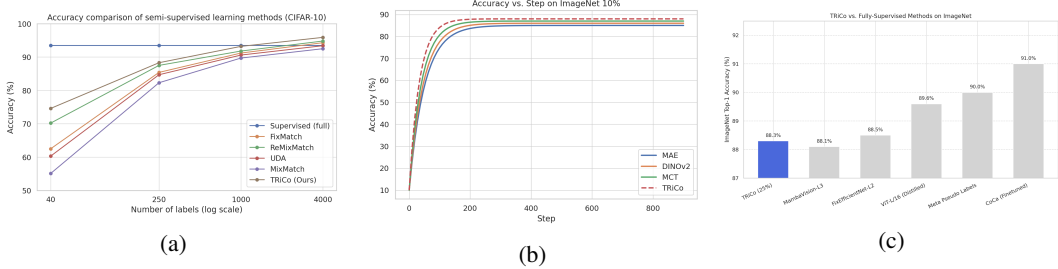 Accuracy comparison of semi-supervised learning methods (CIFAR-10)
Accuracy (%)
100
90
80
70
60
50
40
250
1000
4000
Number of labels (log scale)
Supervised (full)
FixMatch
ReMixMatch
UDA
MixMatch
TRiCo (Ours)
(a)
Accuracy vs. Step on ImageNet 10%
Accuracy (%)
90
80
70
60
50
40
30
20
10
0
200
400
600
800
Step
MAE
DINOv2
MCT
TRiCo
(b)
TRiCo vs. Fully-Supervised Methods on ImageNet
ImageNet Top-1 Accuracy (%)
92
91
90
89
88
87
88.3%
88.1%
88.5%
89.6%
90.0%
91.0%
TRiCo (25%)
MambaVision-L3
FixEfficientNet-L2
ViT-L/16 (Distilled)
Meta Pseudo Labels
CoCa (Finetuned)
(c)